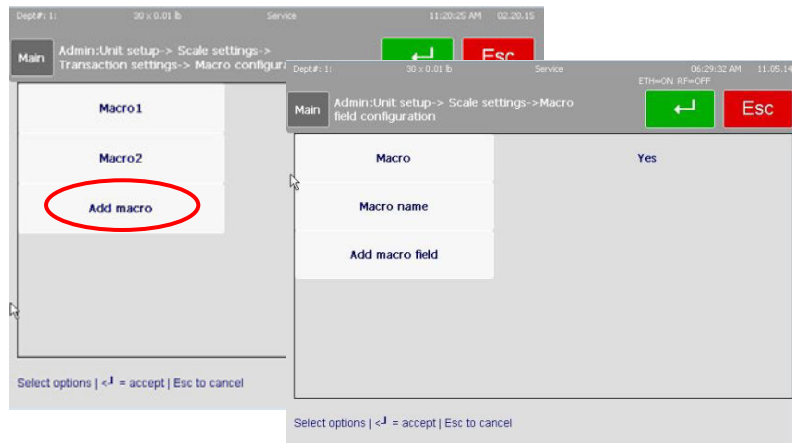 Dept#: 1: 30 x 0.01 lb Service 11:20:25 AM 02.20.15
Main Admin:Unit setup-> Scale settings->
Transaction settings-> Macro configur
Esc
Macro1
Macro2
Add macro
Select options | <┘ = accept | Esc to cancel
Dept#: 1: 30 x 0.01 lb Service 06:29:32 AM 11.05.14
ETH=ON RF=OFF
Main Admin:Unit setup-> Scale settings->Macro
field configuration
Esc
Macro Yes
Macro name
Add macro field
Select options | <┘ = accept | Esc to cancel